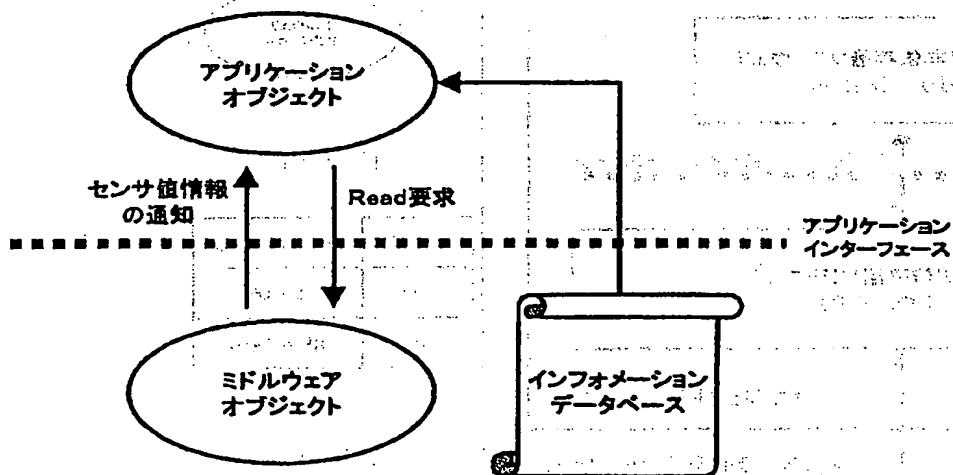 アプリケーション
オブジェクト
センサ値情報
の通知
Read要求
アプリケーション
インターフェース
ミドルウェア
オブジェクト
インフォメーション
データベース